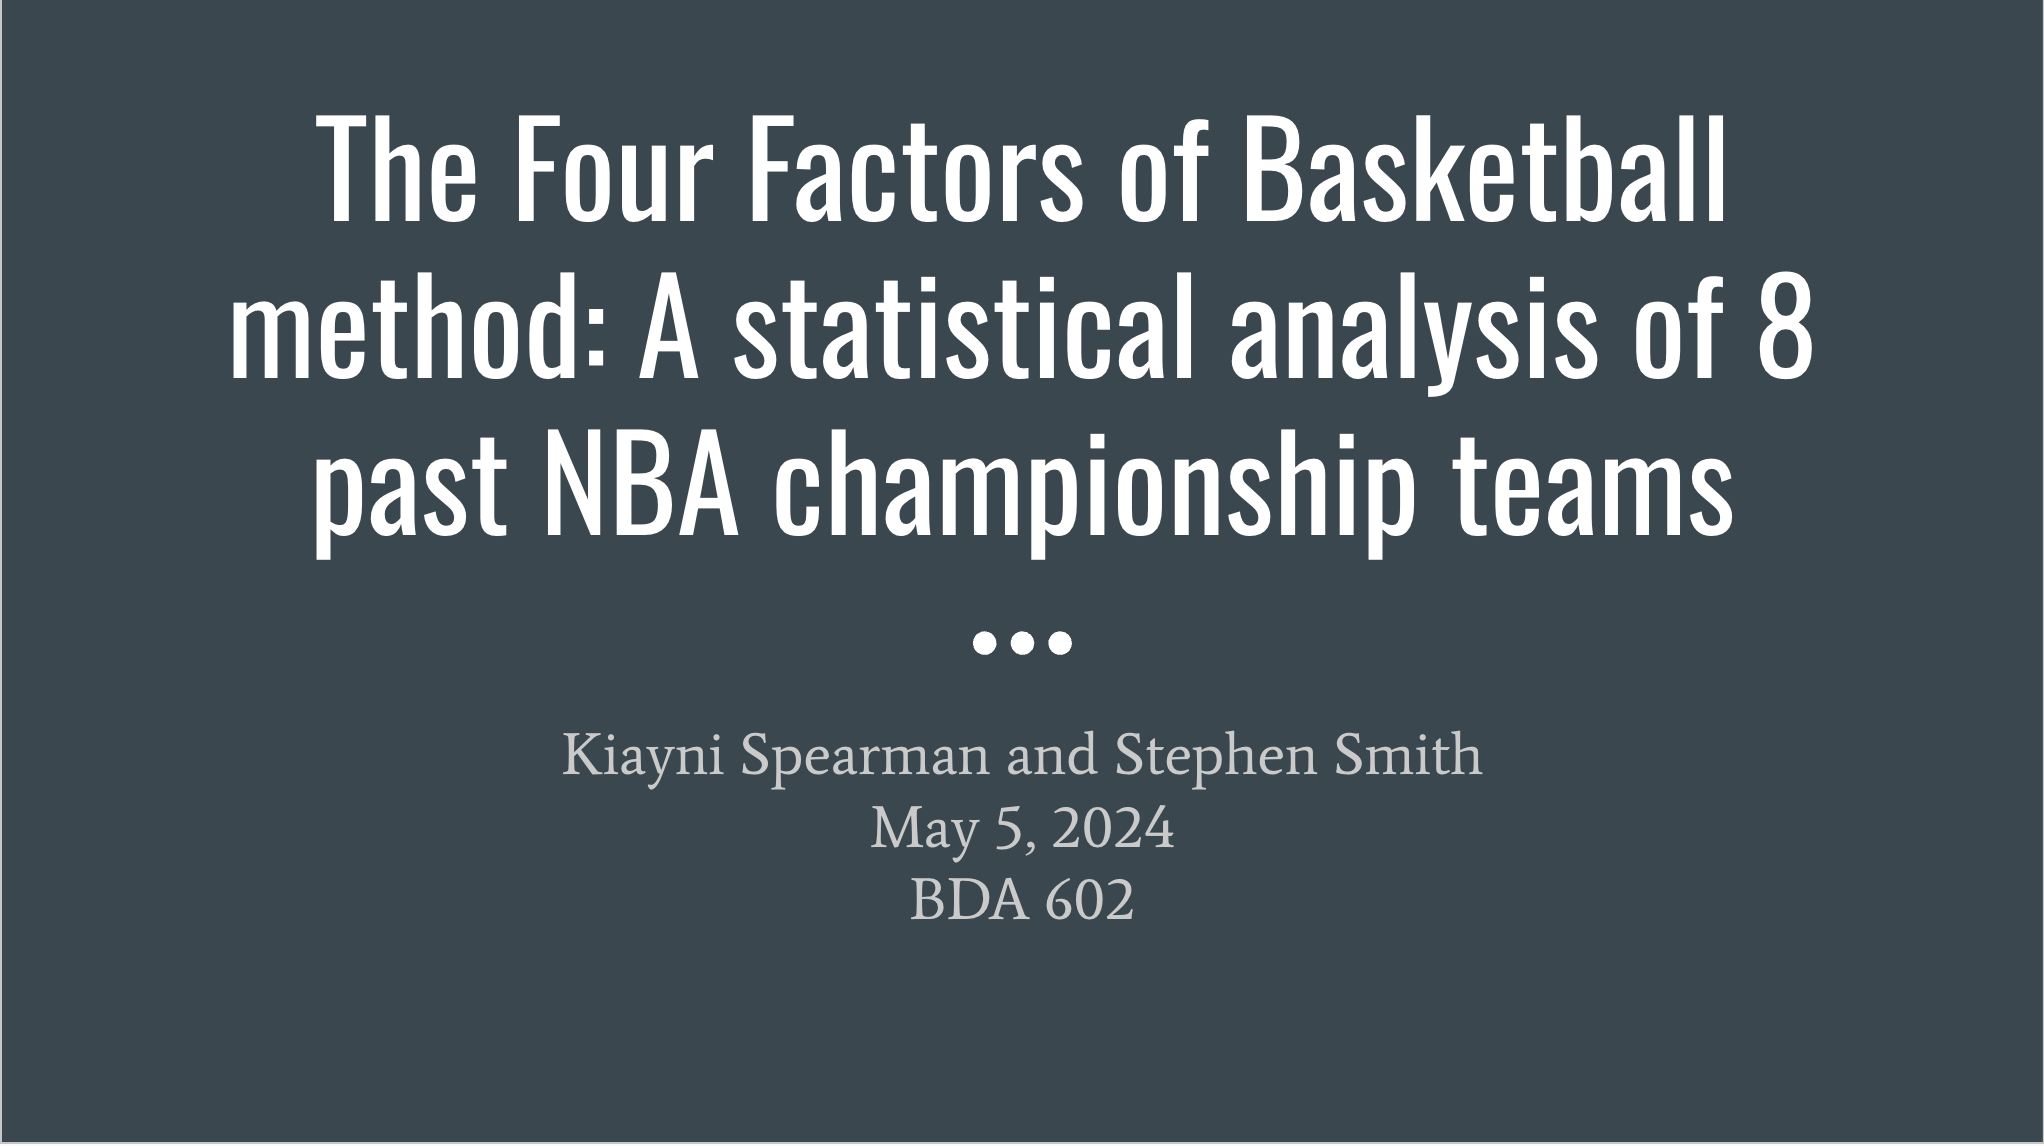 The Four Factors of Basketball
method: A statistical analysis of 8
past NBA championship teams
Kiayni Spearman and Stephen Smith
May 5, 2024
BDA 602